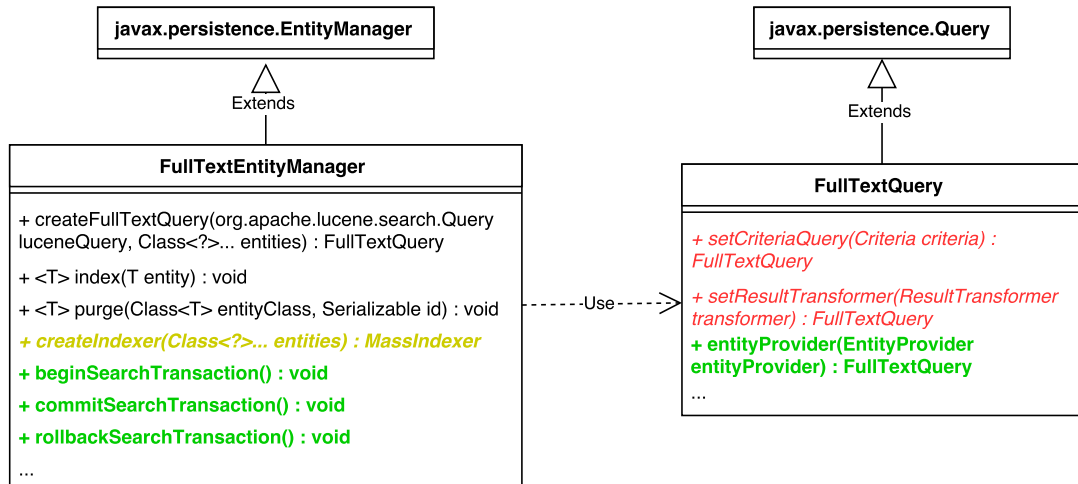 javax.persistence.EntityManager
Extends
FullTextEntityManager
+ createFullTextQuery(org.apache.lucene.search.Query
luceneQuery, Class<?>... entities) : FullTextQuery
+ <T> index(T entity) : void
+ <T> purge(Class<T> entityClass, Serializable id) : void
+ createIndexer(Class<?>... entities) : MassIndexer
+ beginSearchTransaction() : void
+ commitSearchTransaction() : void
+ rollbackSearchTransaction() : void
...
Use
javax.persistence.Query
Extends
FullTextQuery
+ setCriteriaQuery(Criteria criteria) :
FullTextQuery
+ setResultTransformer(ResultTransformer
transformer) : FullTextQuery
+ entityProvider(EntityProvider
entityProvider) : FullTextQuery
...